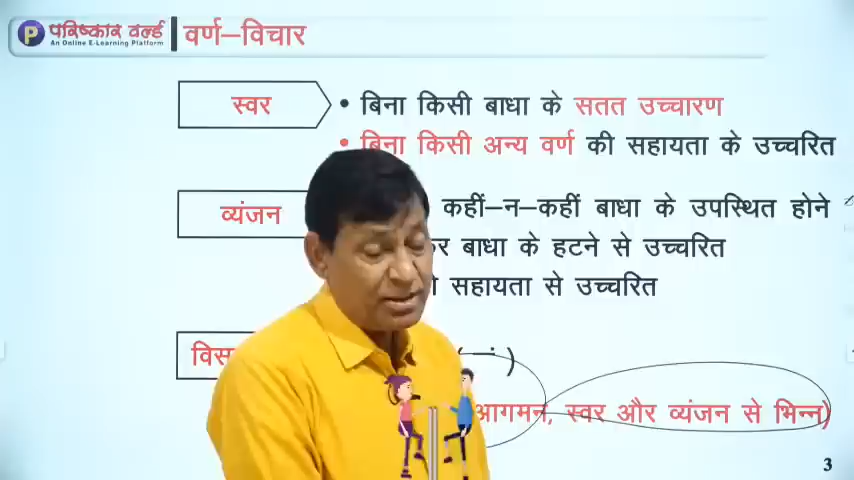 परिष्कार वर्ल्ड
An Online E-Learning Platform
वर्ण–विचार
स्वर
• बिना किसी बाधा के सतत उच्चारण
• बिना किसी अन्य वर्ण की सहायता के उच्चरित
व्यंजन
कहीं–न–कहीं बाधा के उपस्थित होने
बाधा के हटने से उच्चरित
सहायता से उच्चरित
आगमन, स्वर और व्यंजन से भिन्न)
3